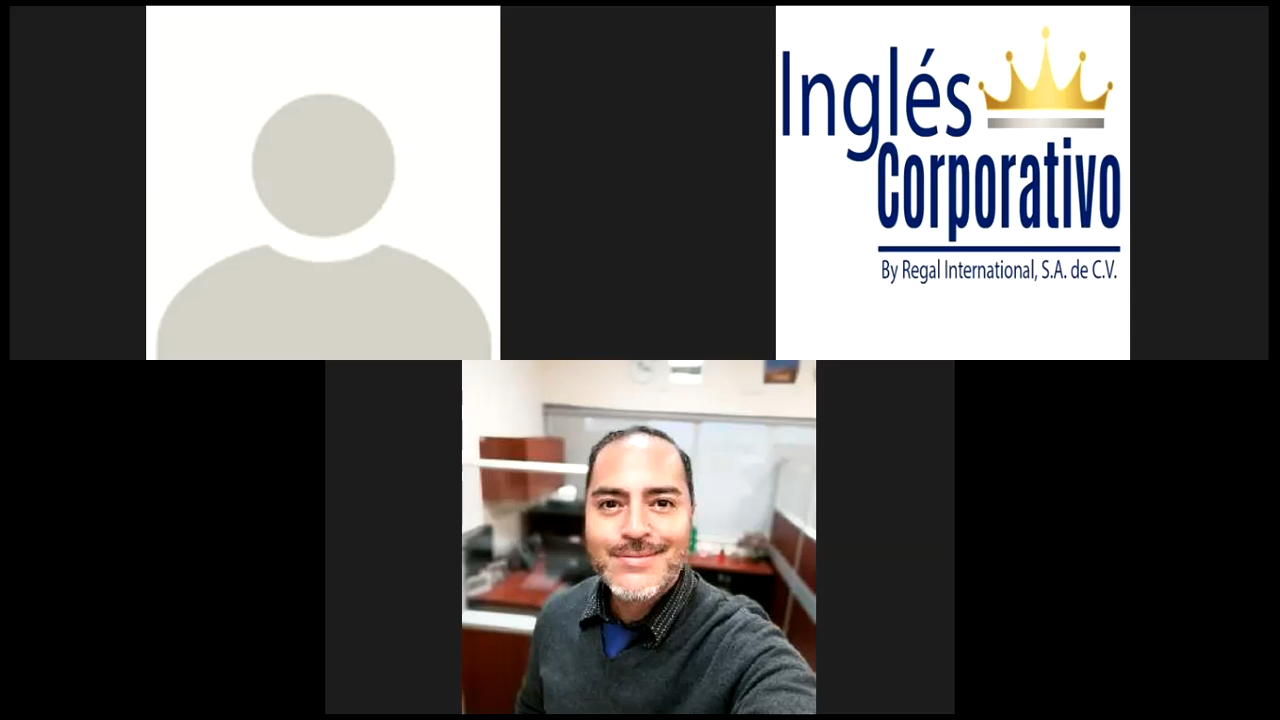 Inglés
Corporativo
By Regal International, S.A. de C.V.